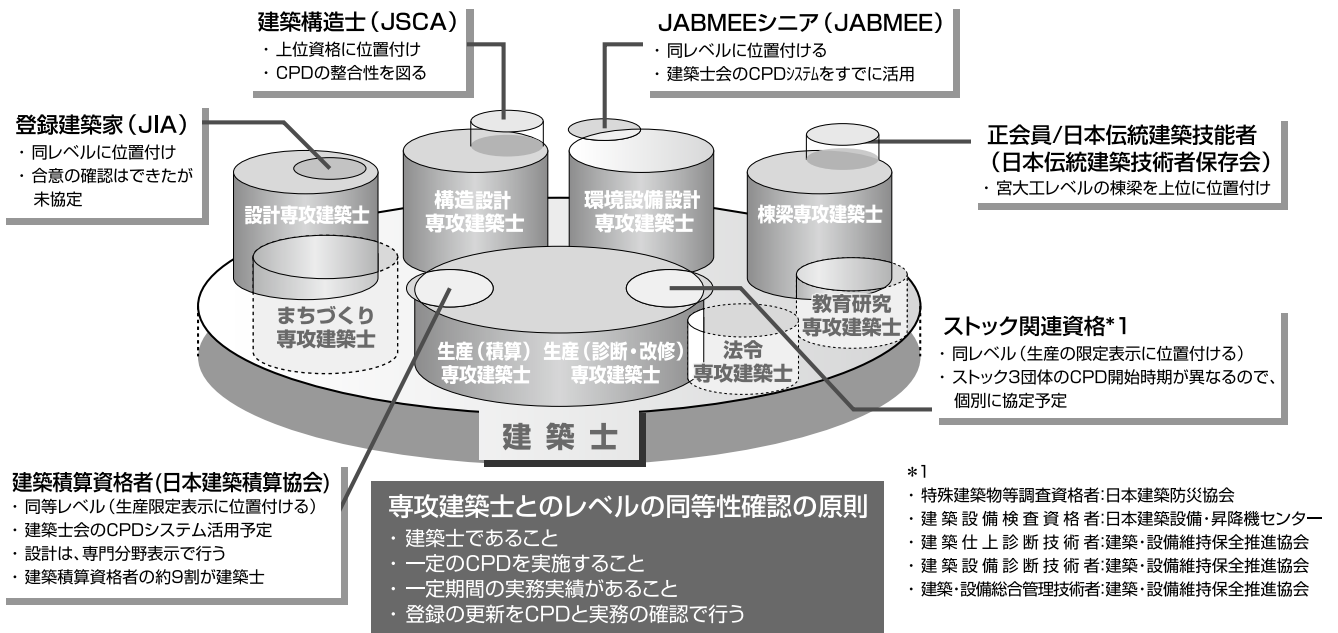 建築構造士（JSCA）
・上位資格に位置付け
・CPDの整合性を図る
JABMEEシニア（JABMEE）
・同レベルに位置付ける
・建築士会のCPDシステムをすでに活用
登録建築家（JIA）
・同レベルに位置付け
・合意の確認はできたが
未協定
正会員/日本伝統建築技能者
（日本伝統建築技術者保存会）
・宮大工レベルの棟梁を上位に位置付け
設計専攻建築士
構造設計
専攻建築士
環境設備設計
専攻建築士
棟梁専攻建築士
まちづくり
専攻建築士
生産（積算）
専攻建築士
生産（診断・改修）
専攻建築士
法令
専攻建築士
教育研究
専攻建築士
建築士
ストック関連資格*1
・同レベル（生産の限定表示に位置付ける）
・ストック3団体のCPD開始時期が異なるので、
個別に協定予定
建築積算資格者(日本建築積算協会)
・同等レベル（生産限定表示に位置付ける）
・建築士会のCPDシステム活用予定
・設計は、専門分野表示で行う
・建築積算資格者の約9割が建築士
専攻建築士とのレベルの同等性確認の原則
・建築士であること
・一定のCPDを実施すること
・一定期間の実務実績があること
・登録の更新をCPDと実務の確認で行う
*1
・特殊建築物等調査資格者:日本建築防災協会
・建築設備検査資格者:日本建築設備・昇降機センター
・建築仕上診断技術者:建築・設備維持保全推進協会
・建築設備診断技術者:建築・設備維持保全推進協会
・建築・設備総合管理技術者:建築・設備維持保全推進協会